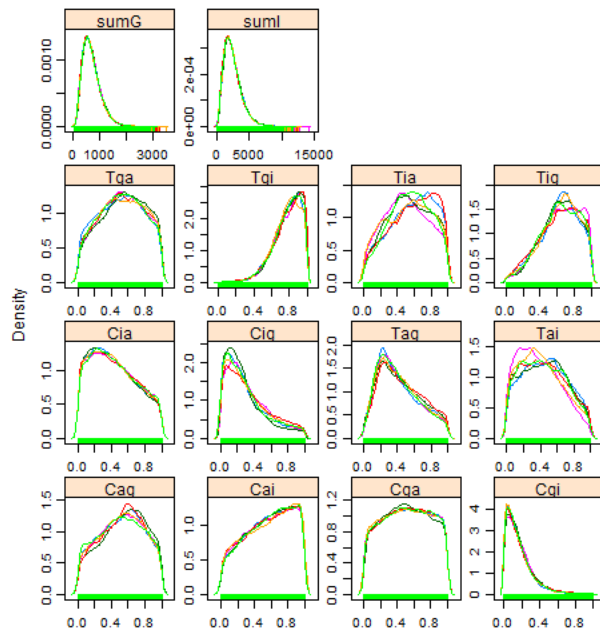 sumG
sumI
0.0000 0.0010
0e+00 2e-04
0 1000 3000
0 5000 15000
Tga
Tgi
Tia
Tig
0.0 0.5 1.0
0.0 1.0 2.0
0.0 0.5 1.0
0.0 0.5 1.0 1.5
0.0 0.4 0.8
0.0 0.4 0.8
0.0 0.4 0.8
0.0 0.4 0.8
Density
Cia
Cig
Tag
Tai
0.0 0.5 1.0
0.0 0.5 1.0 1.5 2.0
0.0 0.5 1.0 1.5 2.0
0.0 0.5 1.0 1.5
0.0 0.4 0.8
0.0 0.4 0.8
0.0 0.4 0.8
0.0 0.4 0.8
Cag
Cai
Cga
Cgi
0.0 0.5 1.0 1.5
0.0 0.5 1.0
0.0 0.4 0.8 1.2
0 1 2 3 4
0.0 0.4 0.8
0.0 0.4 0.8
0.0 0.4 0.8
0.0 0.4 0.8